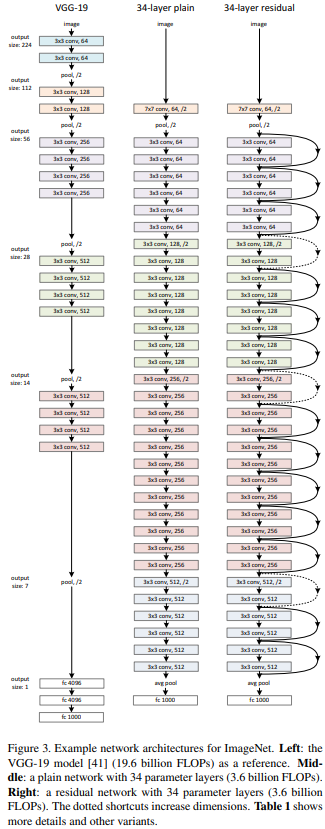 VGG-19
image
output
size: 224
3x3 conv, 64
3x3 conv, 64
pool, /2
output
size: 112
3x3 conv, 128
3x3 conv, 128
pool, /2
output
size: 56
3x3 conv, 256
3x3 conv, 256
3x3 conv, 256
3x3 conv, 256
pool, /2
output
size: 28
3x3 conv, 512
3x3 conv, 512
3x3 conv, 512
3x3 conv, 512
pool, /2
output
size: 14
3x3 conv, 512
3x3 conv, 512
3x3 conv, 512
3x3 conv, 512
pool, /2
output
size: 7
output
size: 1
fc 4096
fc 4096
fc 1000
34-layer plain
image
7x7 conv, 64, /2
pool, /2
3x3 conv, 64
3x3 conv, 64
3x3 conv, 64
3x3 conv, 64
3x3 conv, 64
3x3 conv, 64
3x3 conv, 128, /2
3x3 conv, 128
3x3 conv, 128
3x3 conv, 128
3x3 conv, 128
3x3 conv, 128
3x3 conv, 128
3x3 conv, 128
3x3 conv, 256, /2
3x3 conv, 256
3x3 conv, 256
3x3 conv, 256
3x3 conv, 256
3x3 conv, 256
3x3 conv, 256
3x3 conv, 256
3x3 conv, 256
3x3 conv, 256
3x3 conv, 256
3x3 conv, 256
3x3 conv, 512, /2
3x3 conv, 512
3x3 conv, 512
3x3 conv, 512
3x3 conv, 512
3x3 conv, 512
avg pool
fc 1000
34-layer residual
image
7x7 conv, 64, /2
pool, /2
3x3 conv, 64
3x3 conv, 64
3x3 conv, 64
3x3 conv, 64
3x3 conv, 64
3x3 conv, 64
3x3 conv, 128, /2
3x3 conv, 128
3x3 conv, 128
3x3 conv, 128
3x3 conv, 128
3x3 conv, 128
3x3 conv, 128
3x3 conv, 128
3x3 conv, 256, /2
3x3 conv, 256
3x3 conv, 256
3x3 conv, 256
3x3 conv, 256
3x3 conv, 256
3x3 conv, 256
3x3 conv, 256
3x3 conv, 256
3x3 conv, 256
3x3 conv, 256
3x3 conv, 256
3x3 conv, 512, /2
3x3 conv, 512
3x3 conv, 512
3x3 conv, 512
3x3 conv, 512
3x3 conv, 512
avg pool
fc 1000
Figure 3. Example network architectures for ImageNet. Left: the
VGG-19 model [41] (19.6 billion FLOPs) as a reference. Mid-
dle: a plain network with 34 parameter layers (3.6 billion FLOPs).
Right: a residual network with 34 parameter layers (3.6 billion
FLOPs). The dotted shortcuts increase dimensions. Table 1 shows
more details and other variants.